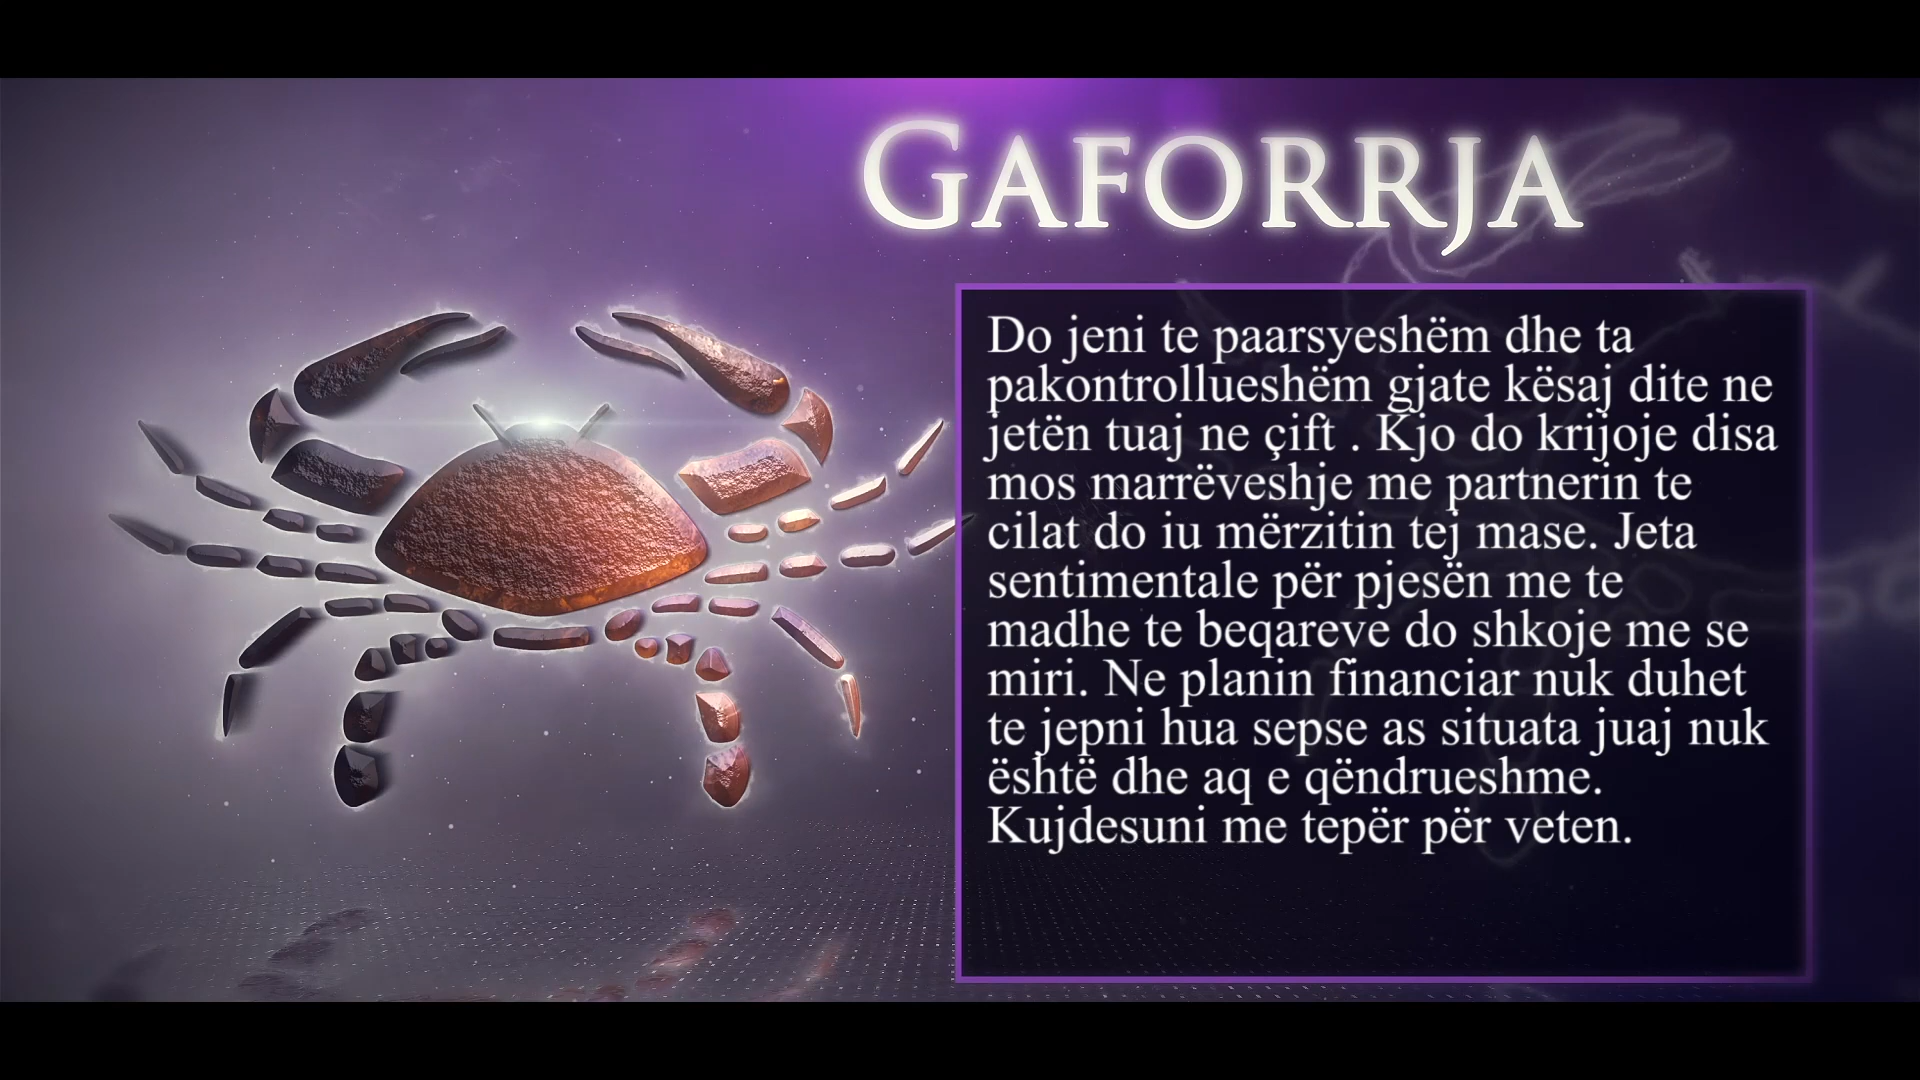 GAFORRJA
Do jeni te paarsyeshëm dhe ta
pakontrollueshëm gjate kësaj dite ne
jetën tuaj ne çift . Kjo do krijoje disa
mos marrëveshje me partnerin te
cilat do iu mërzitin tej mase. Jeta
sentimentale për pjesën me te
madhe te beqareve do shkoje me se
miri. Ne planin financiar nuk duhet
te jepni hua sepse as situata juaj nuk
është dhe aq e qëndrueshme.
Kujdesuni me tepër për veten.